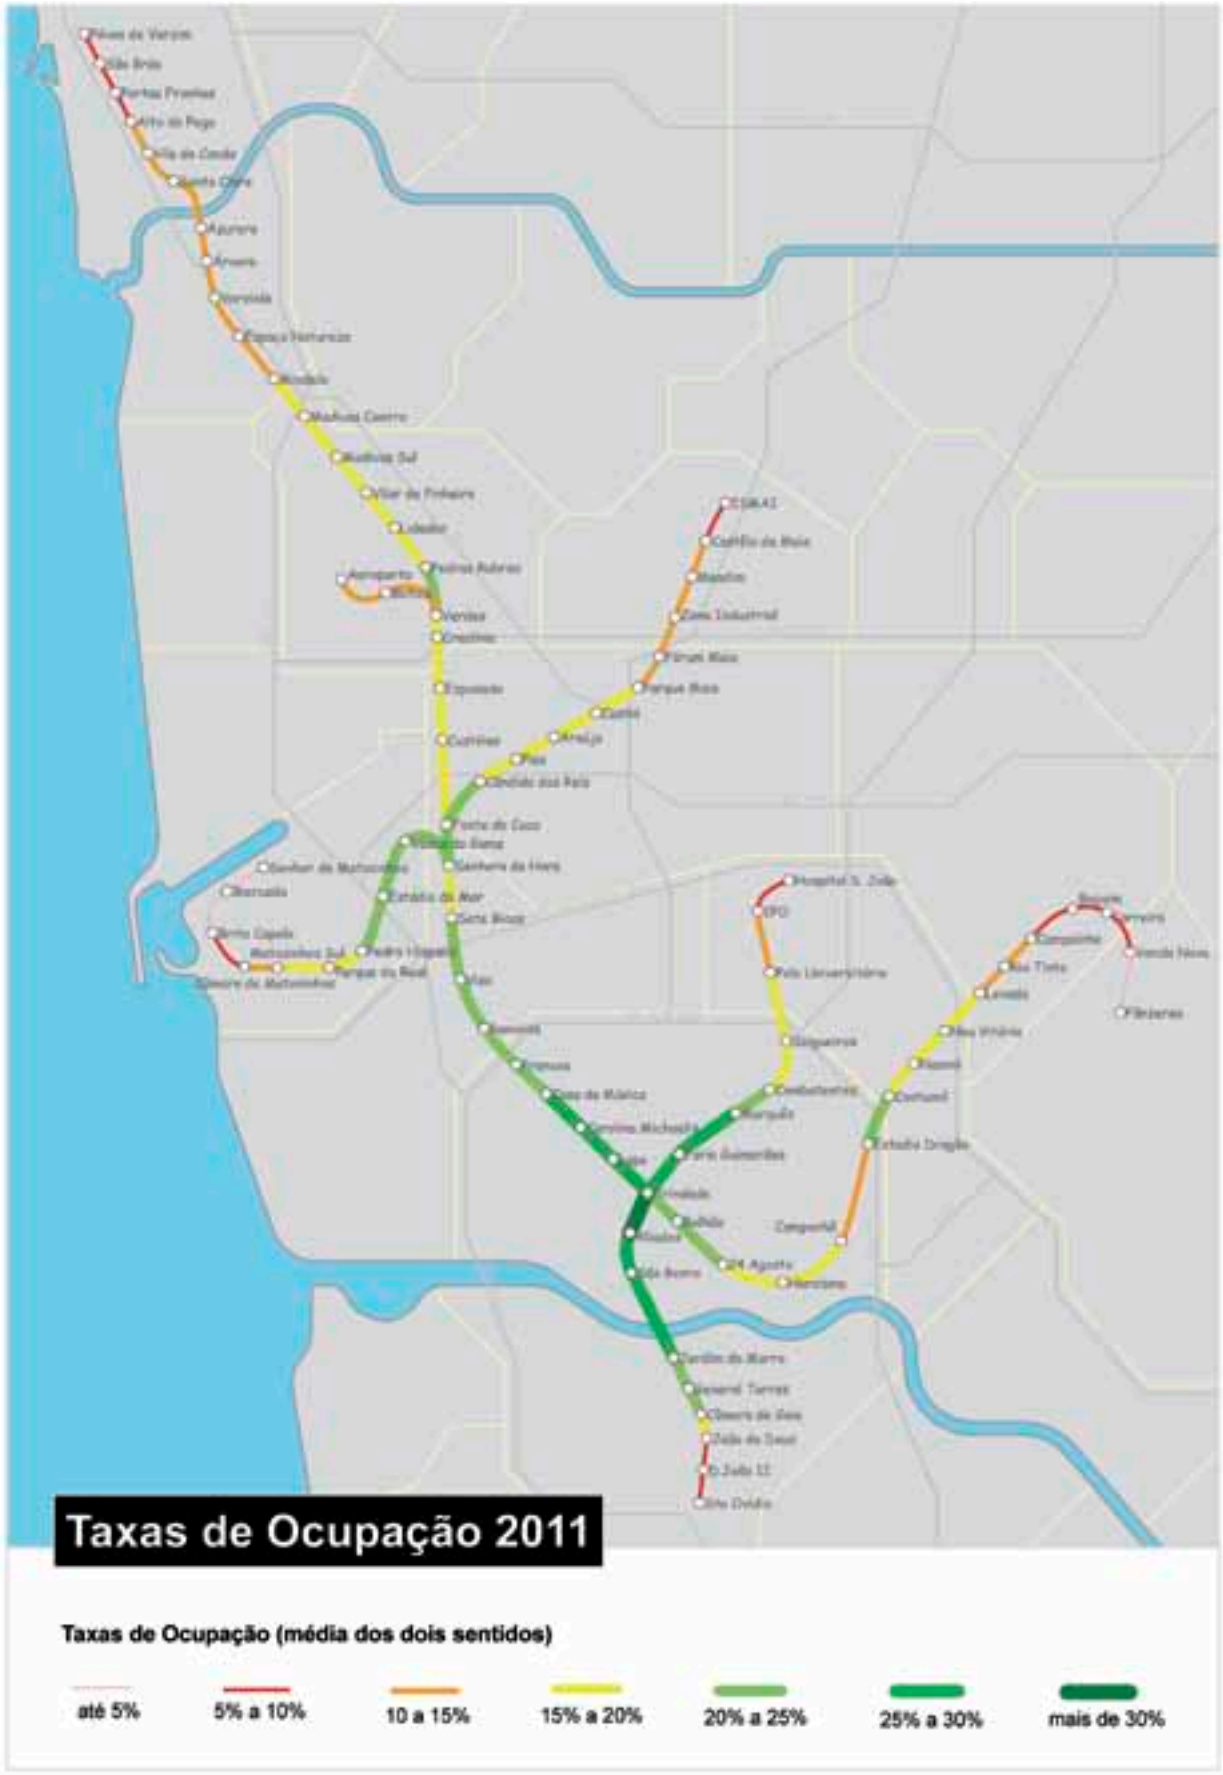 Póvoa de Varzim
São Brás
Portas Fronhas
Alto do Pego
Vila do Conde
Santa Clara
Azurara
Árvore
Varziela
Espaço Natureza
Mindelo
Modivas Centro
Modivas Sul
Vilar do Pinheiro
Lidador
ISMAI
Castêlo da Maia
Pedras Rubras
Aeroporto
Botica
Mandim
Verdes
Zona Industrial
Crestins
Fórum Maia
Esposade
Parque Maia
Custió
Custóias
Araújo
Pias
Cândido dos Reis
Fonte do Cuco
Vasco da Gama
Senhora da Hora
Senhor de Matosinhos
Mercado
Estádio do Mar
Sete Bicas
Hospital S. João
IPO
Brito Capelo
Matosinhos Sul
Pedro Hispano
Parque do Real
Câmara de Matosinhos
Viso
Pólo Universitário
Carreira
Campainha
Venda Nova
Rio Tinto
Levada
Fânzeres
Ramalde
Salgueiros
Nau Vitória
Francos
Nasoni
Casa da Música
Combatentes
Contumil
Carolina Michaelis
Marquês
Lapa
Faria Guimarães
Estádio Dragão
Trindade
Bolhão
Campanhã
Aliados
24 Agosto
São Bento
Heroísmo
Jardim do Morro
General Torres
Câmara de Gaia
João de Deus
D.João II
Sto Ovídio
Taxas de Ocupação 2011
Taxas de Ocupação (média dos dois sentidos)
até 5% 5% a 10% 10 a 15% 15% a 20% 20% a 25% 25% a 30% mais de 30%